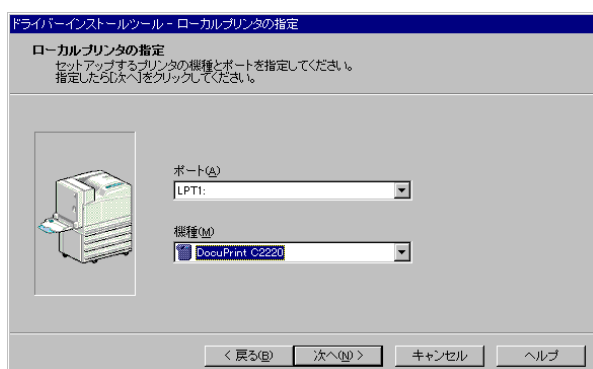 ドライバーインストールツール - ローカルプリンタの指定
ローカルプリンタの指定
セットアップするプリンタの機種とポートを指定してください。
指定したら[次へ]をクリックしてください。
ポート(A)
LPT1:
機種(M)
DocuPrint C2220
< 戻る(B) 次へ(N) > キャンセル ヘルプ